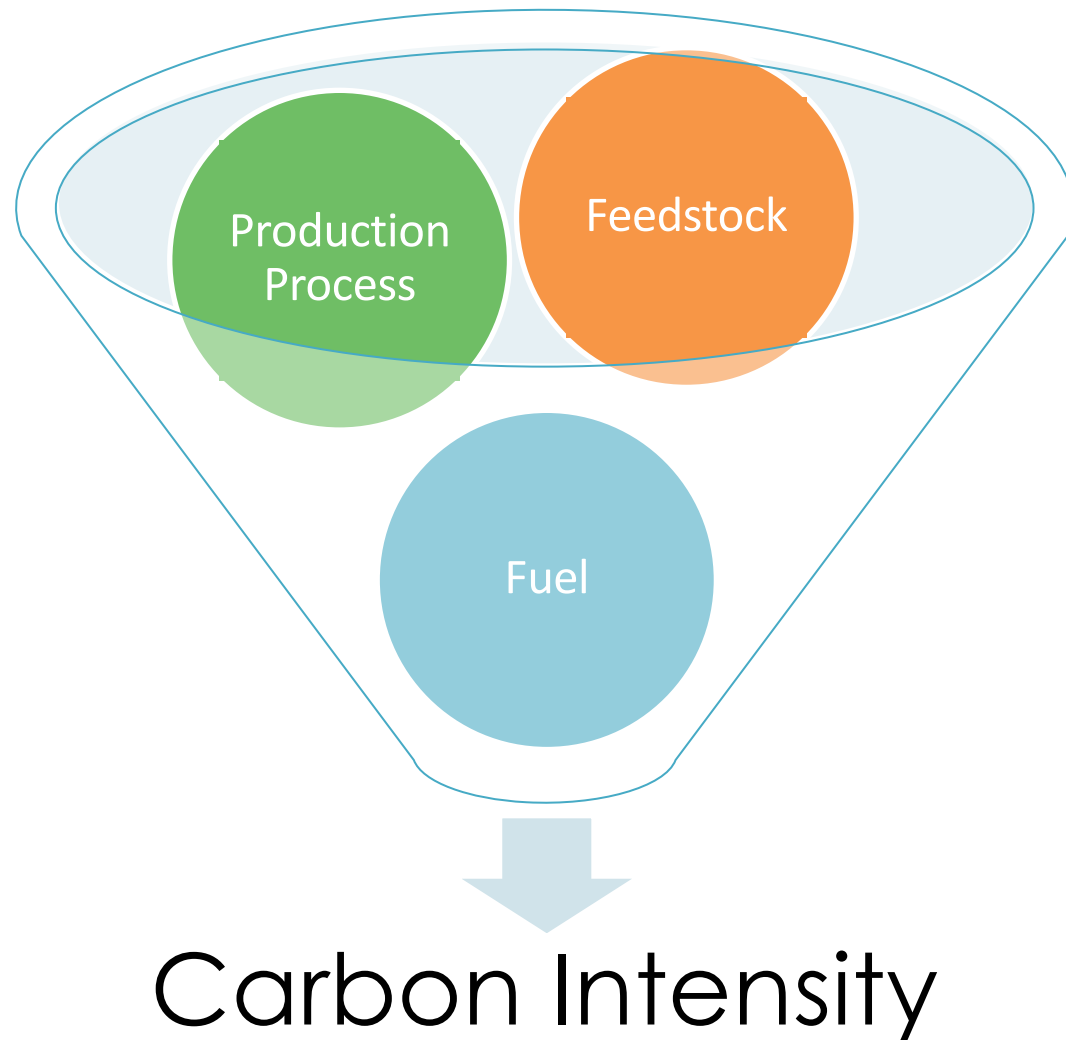 Production
Process
Feedstock
Fuel
Carbon Intensity